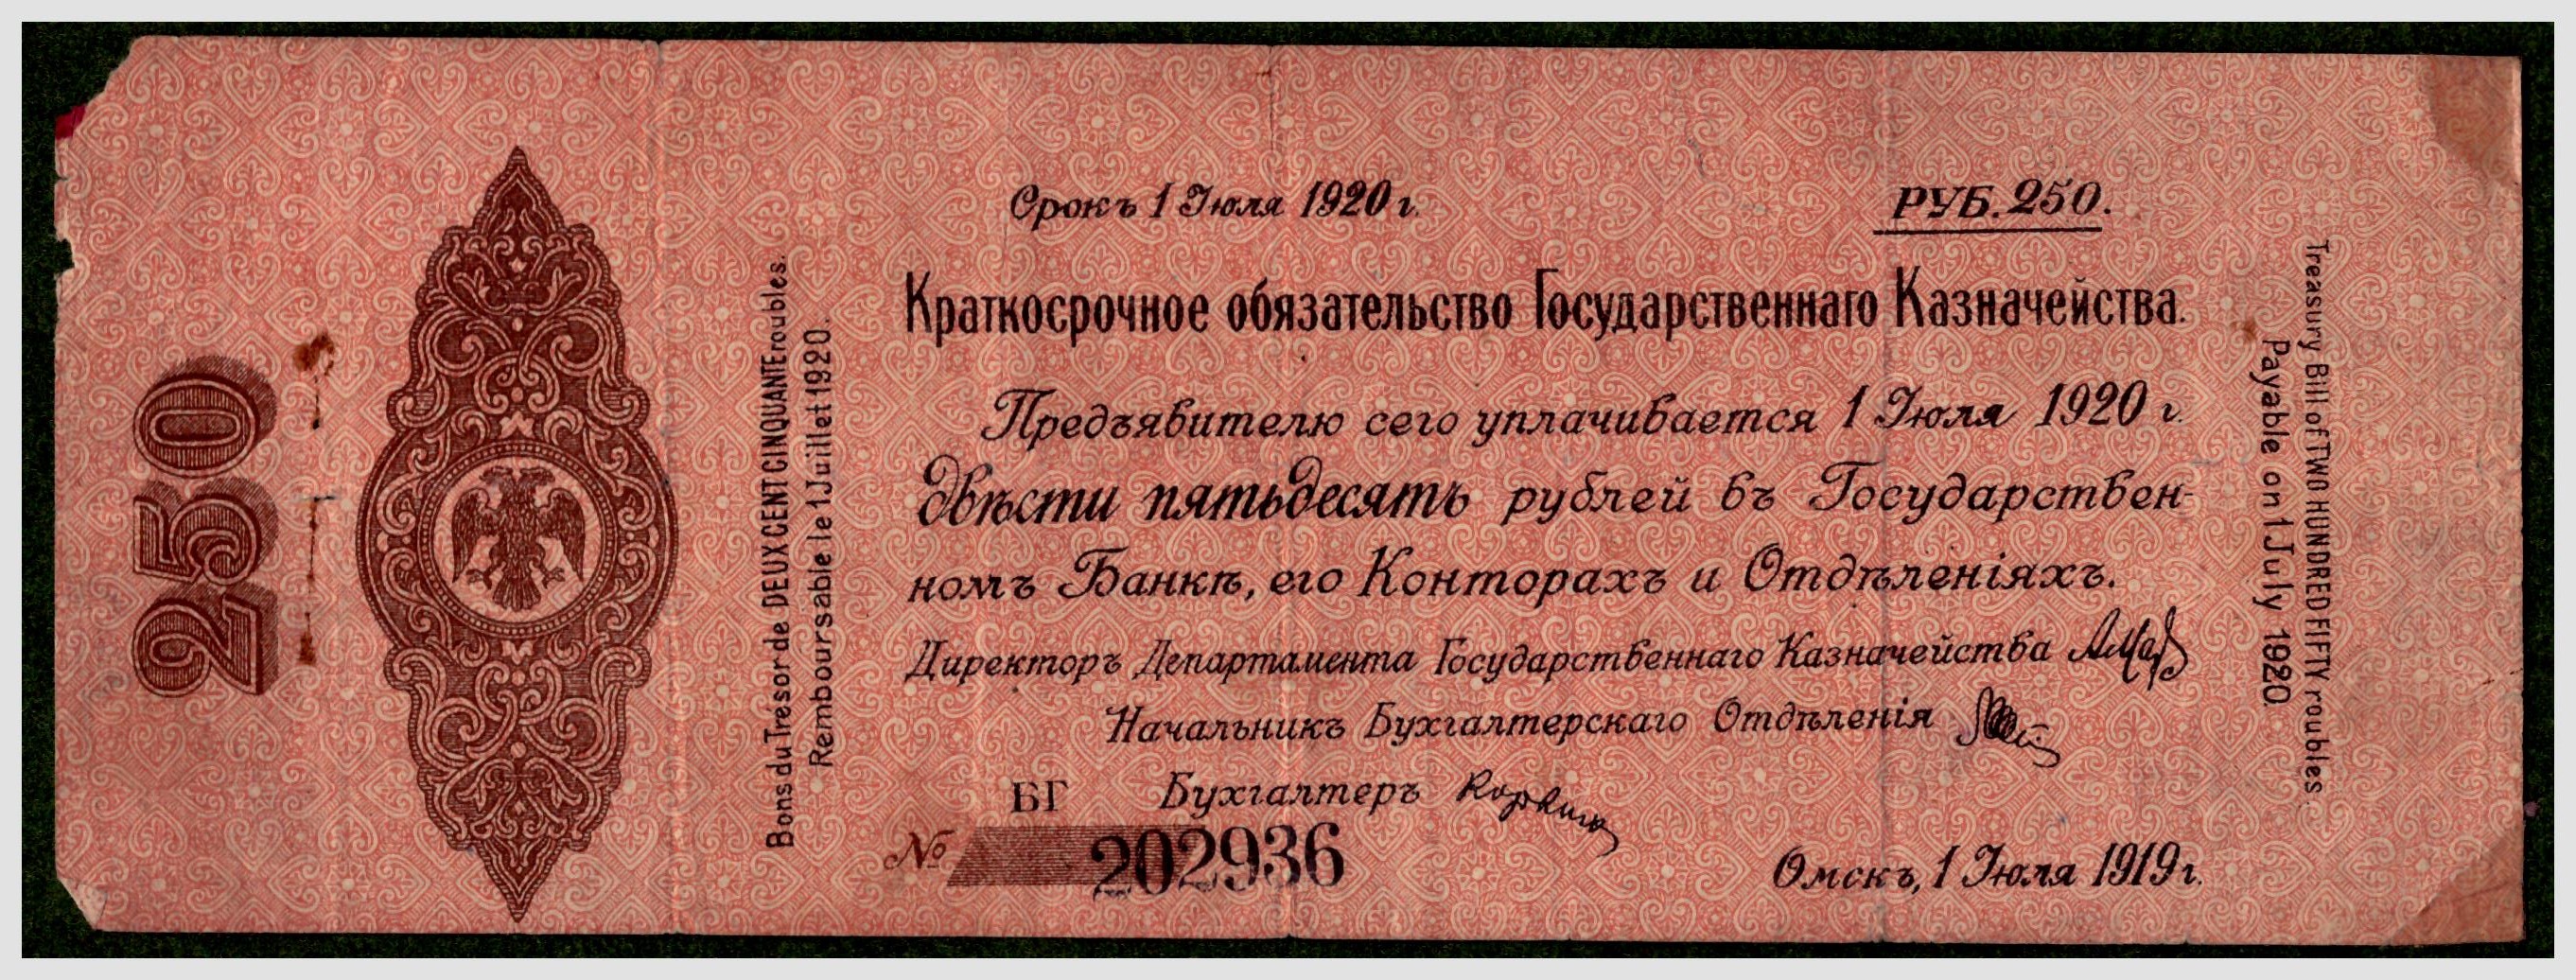 250
Bons du Trésor de DEUX CENT CINQUANTE roubles.
Remboursable le 1 Juillet 1920.
Срокъ 1 Іюля 1920 г.
РУБ. 250.
Краткосрочное обязательство Государственнаго Казначейства.
Предъявителю сего уплачивается 1 Іюля 1920 г.
двѣсти пятьдесятъ рублей въ Государствен-
номъ Банкѣ, его Конторахъ и Отдѣленіяхъ.
Директоръ Департамента Государственнаго Казначейства
Начальникъ Бухгалтерскаго Отдѣленія
БГ Бухгалтеръ
№ 202936
Омскъ, 1 Іюля 1919 г.
Treasury Bill of TWO HUNDRED FIFTY roubles.
Payable on 1 July 1920.